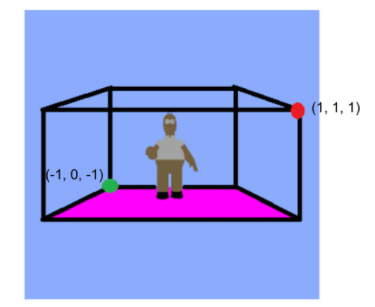 (1, 1, 1)
(-1, 0, -1)